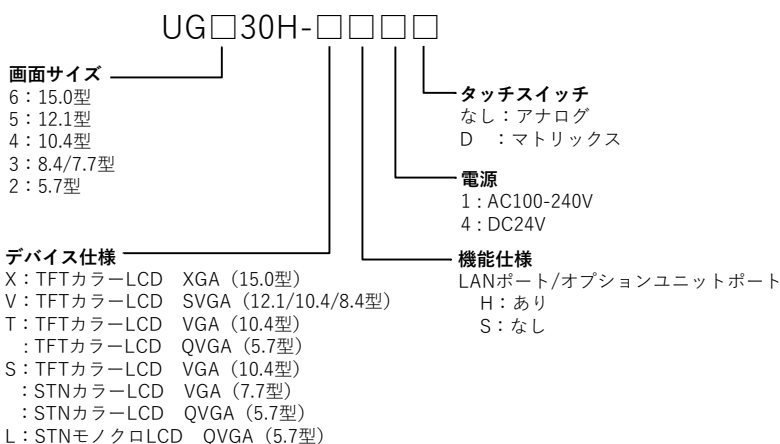 UG□30H-□□□□
画面サイズ
6：15.0型
5：12.1型
4：10.4型
3：8.4/7.7型
2：5.7型
タッチスイッチ
なし：アナログ
D　：マトリックス
電源
1 : AC100-240V
4 : DC24V
デバイス仕様
X：TFTカラーLCD　XGA（15.0型）
V：TFTカラーLCD　SVGA（12.1/10.4/8.4型）
T：TFTカラーLCD　VGA（10.4型）
：TFTカラーLCD　QVGA（5.7型）
S：TFTカラーLCD　VGA（10.4型）
：STNカラーLCD　VGA（7.7型）
：STNカラーLCD　QVGA（5.7型）
L：STNモノクロLCD　QVGA（5.7型）
機能仕様
LANポート/オプションユニットポート
H：あり
S：なし